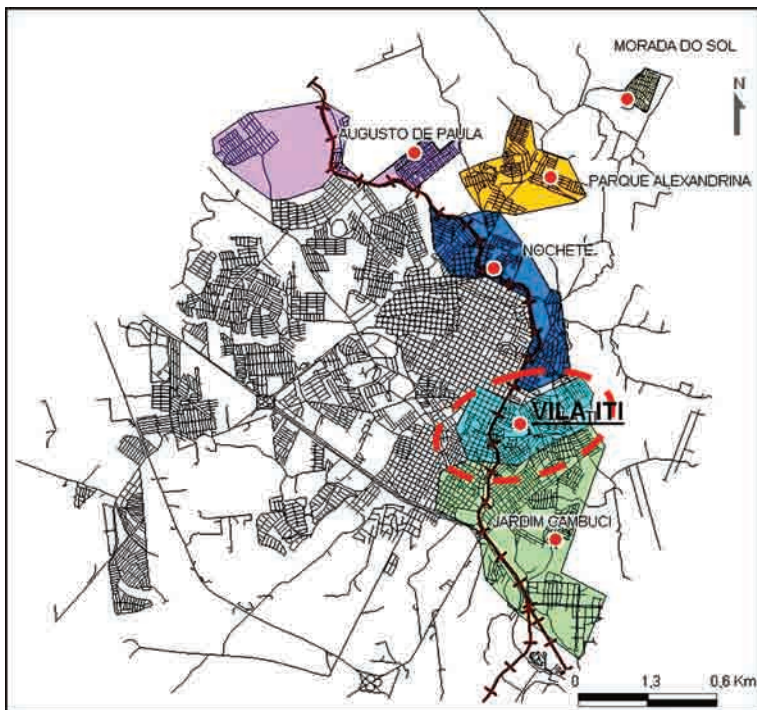 MORADA DO SOL
N
AUGUSTO DE PAULA
PARQUE ALEXANDRINA
NOCHETE
VILA ITI
JARDIM CAMBUCI
0 1,3 0,6 Km